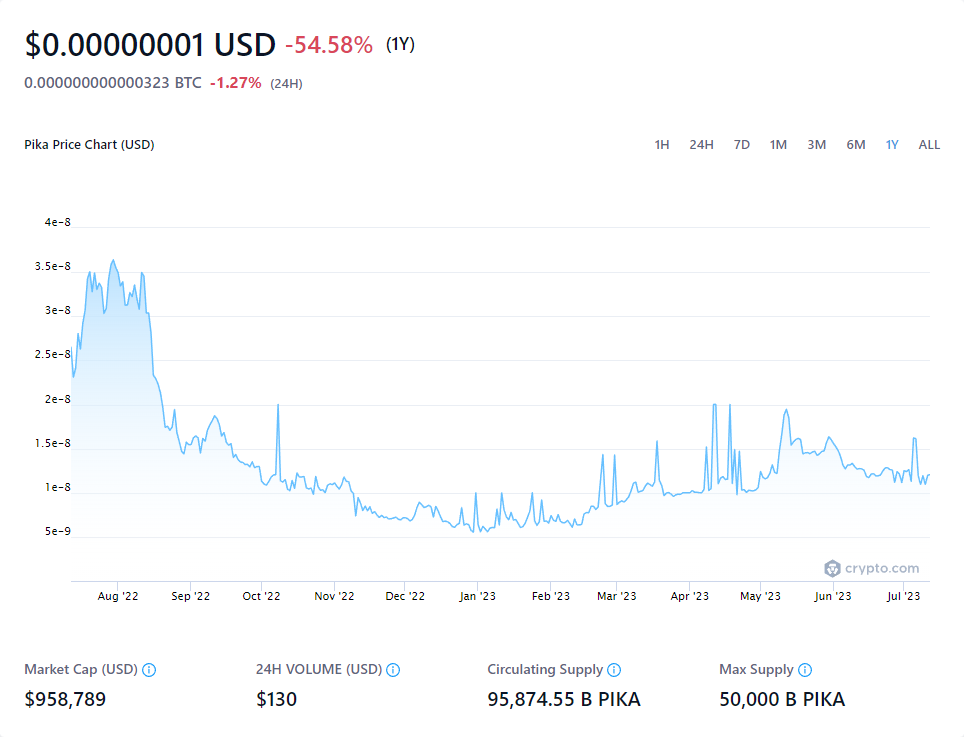 $0.00000001 USD -54.58% (1Y)
0.000000000000323 BTC -1.27% (24H)
Pika Price Chart (USD) 1H 24H 7D 1M 3M 6M 1Y ALL
4e-8
3.5e-8
3e-8
2.5e-8
2e-8
1.5e-8
1e-8
5e-9
crypto.com
Aug '22 Sep '22 Oct '22 Nov '22 Dec '22 Jan '23 Feb '23 Mar '23 Apr '23 May '23 Jun '23 Jul '23
Market Cap (USD) 24H VOLUME (USD) Circulating Supply Max Supply
$958,789 $130 95,874.55 B PIKA 50,000 B PIKA